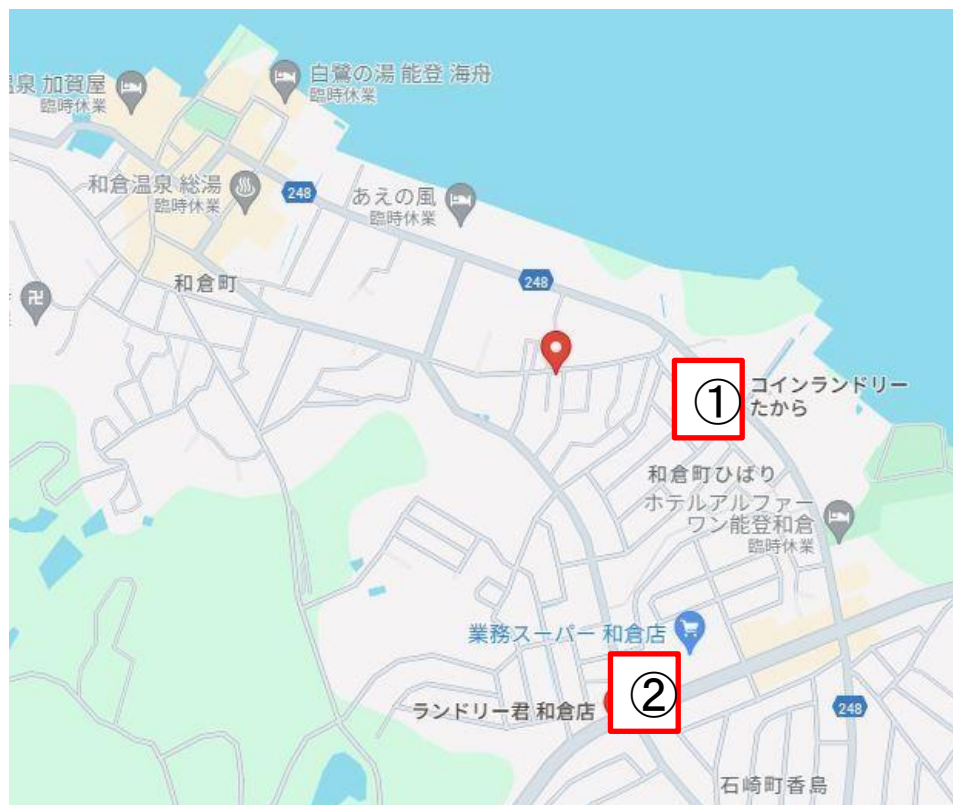 白鷺の湯 能登 海舟
臨時休業
泉 加賀屋
臨時休業
和倉温泉 総湯
臨時休業
248
あえの風
臨時休業
和倉町
248
卍
①
コインランドリー
たから
和倉町ひばり
ホテルアルファー
ワン能登和倉
臨時休業
業務スーパー 和倉店
②
ランドリー君 和倉店
248
石崎町香島